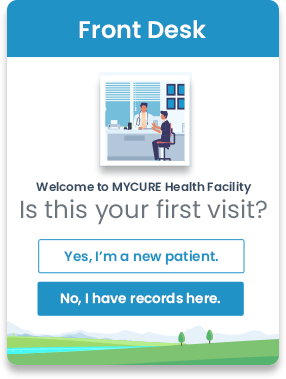 Front Desk
Welcome to MYCURE Health Facility
Is this your first visit?
Yes, I'm a new patient.
No, I have records here.